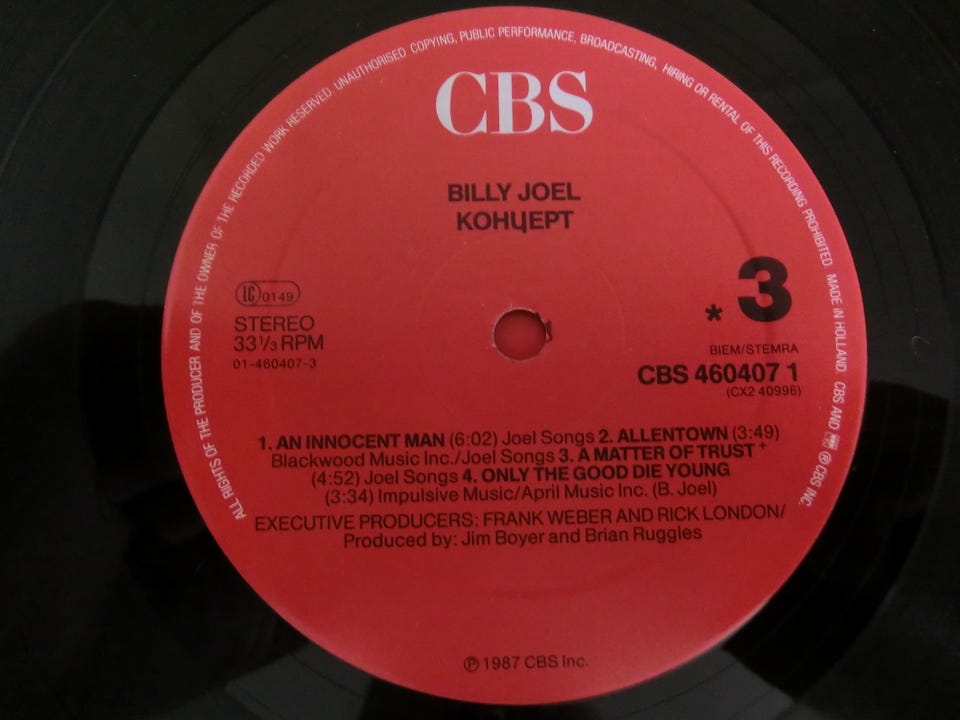 ALL RIGHTS OF THE PRODUCER AND OF THE OWNER OF THE RECORDED WORK RESERVED. UNAUTHORISED COPYING, PUBLIC PERFORMANCE, BROADCASTING, HIRING OR RENTAL OF THIS RECORDING PROHIBITED. MADE IN HOLLAND. CBS AND ℗ CBS INC.
CBS
BILLY JOEL
КОНЦЕРТ
LC 0149
STEREO
33 1/3 RPM
01-460407-3
* 3
BIEM/STEMRA
CBS 460407 1
(CX2 40996)
1. AN INNOCENT MAN (6:02) Joel Songs 2. ALLENTOWN (3:49)
Blackwood Music Inc./Joel Songs 3. A MATTER OF TRUST +
(4:52) Joel Songs 4. ONLY THE GOOD DIE YOUNG
(3:34) Impulsive Music/April Music Inc. (B. Joel)
EXECUTIVE PRODUCERS: FRANK WEBER AND RICK LONDON/
Produced by: Jim Boyer and Brian Ruggles
℗ 1987 CBS Inc.